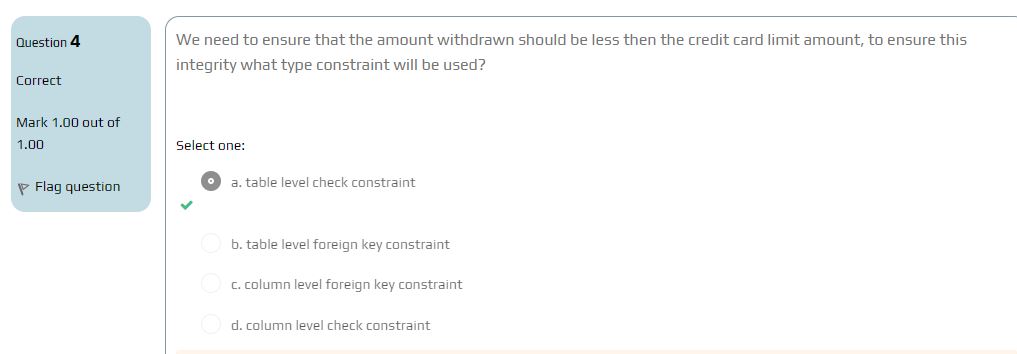 Question 4
Correct
Mark 1.00 out of
1.00
Flag question
We need to ensure that the amount withdrawn should be less then the credit card limit amount, to ensure this
integrity what type constraint will be used?
Select one:
a. table level check constraint
b. table level foreign key constraint
c. column level foreign key constraint
d. column level check constraint